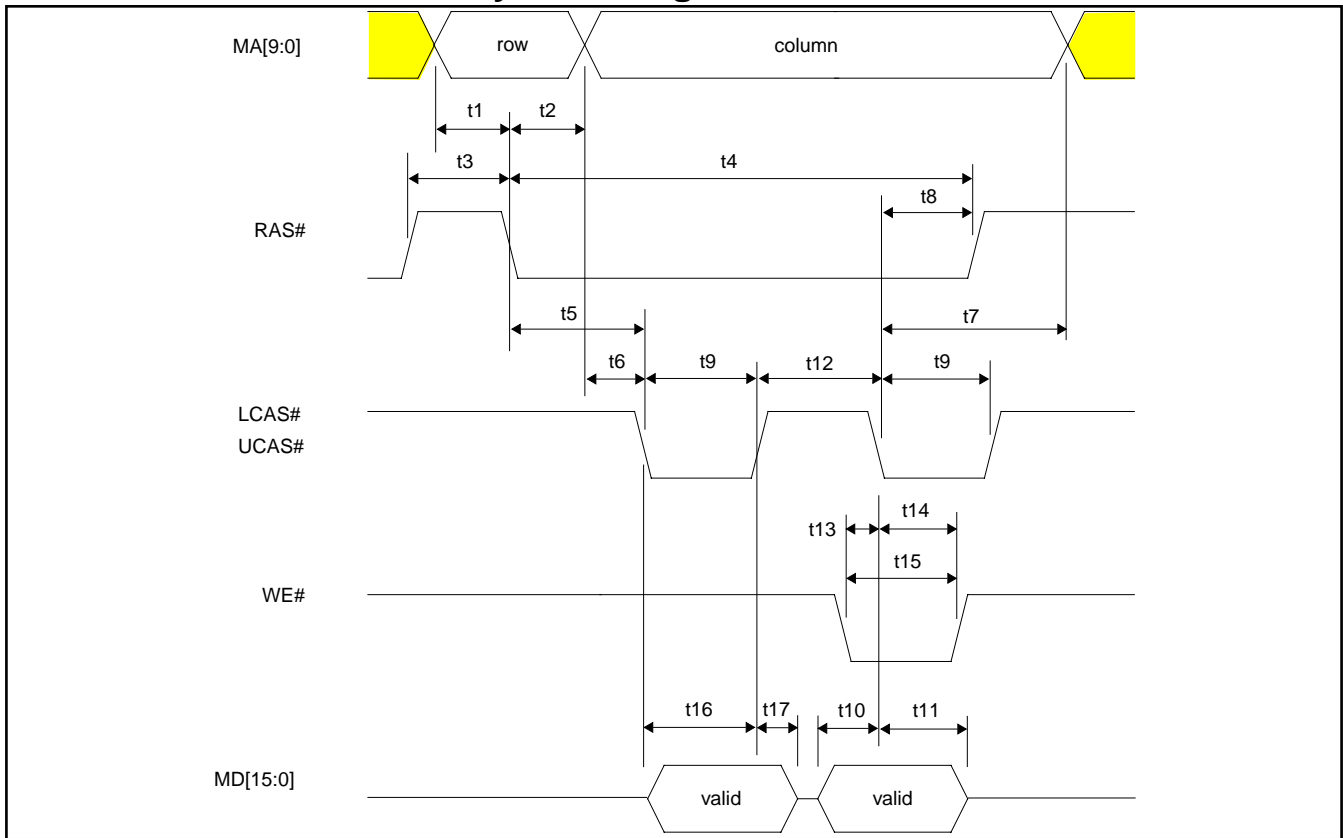 MA[9:0]
row
column
t1
t2
t3
t4
t8
RAS#
t5
t7
t6
t9
t12
t9
LCAS#
UCAS#
t13
t14
t15
WE#
t16
t17
t10
t11
MD[15:0]
valid
valid